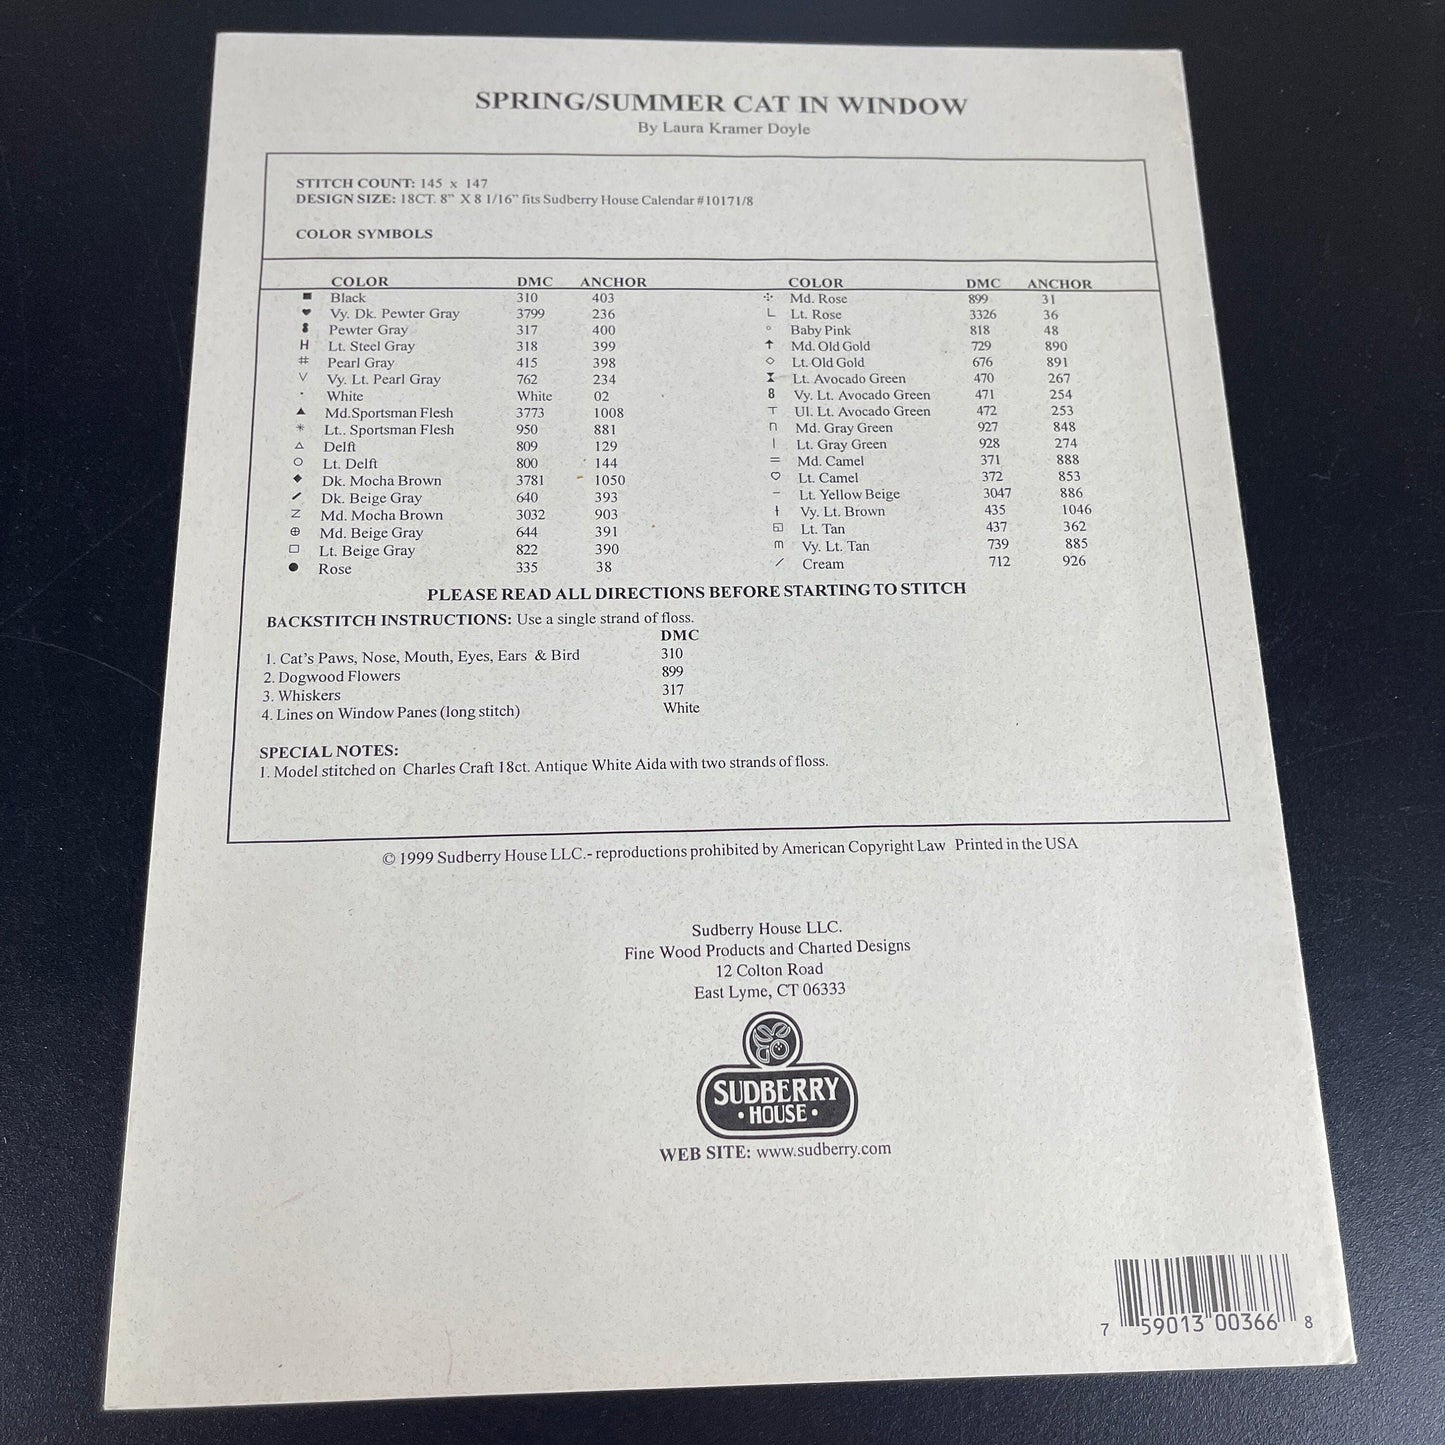 SPRING/SUMMER CAT IN WINDOW
By Laura Kramer Doyle
STITCH COUNT: 145 x 147
DESIGN SIZE: 18CT. 8" X 8 1/16" fits Sudberry House Calendar #10171/8
COLOR SYMBOLS
COLOR DMC ANCHOR
■ Black 310 403
♥ Vy. Dk. Pewter Gray 3799 236
Pewter Gray 317 400
H Lt. Steel Gray 318 399
# Pearl Gray 415 398
V Vy. Lt. Pearl Gray 762 234
· White White 02
▲ Md.Sportsman Flesh 3773 1008
* Lt.. Sportsman Flesh 950 881
△ Delft 809 129
○ Lt. Delft 800 144
◆ Dk. Mocha Brown 3781 1050
/ Dk. Beige Gray 640 393
Z Md. Mocha Brown 3032 903
⊕ Md. Beige Gray 644 391
□ Lt. Beige Gray 822 390
● Rose 335 38
COLOR DMC ANCHOR
Md. Rose 899 31
L Lt. Rose 3326 36
° Baby Pink 818 48
↑ Md. Old Gold 729 890
◇ Lt. Old Gold 676 891
Lt. Avocado Green 470 267
8 Vy. Lt. Avocado Green 471 254
T Ul. Lt. Avocado Green 472 253
n Md. Gray Green 927 848
| Lt. Gray Green 928 274
= Md. Camel 371 888
♡ Lt. Camel 372 853
− Lt. Yellow Beige 3047 886
† Vy. Lt. Brown 435 1046
Lt. Tan 437 362
m Vy. Lt. Tan 739 885
/ Cream 712 926
PLEASE READ ALL DIRECTIONS BEFORE STARTING TO STITCH
BACKSTITCH INSTRUCTIONS: Use a single strand of floss.
DMC
1. Cat's Paws, Nose, Mouth, Eyes, Ears & Bird 310
2. Dogwood Flowers 899
3. Whiskers 317
4. Lines on Window Panes (long stitch) White
SPECIAL NOTES:
1. Model stitched on Charles Craft 18ct. Antique White Aida with two strands of floss.
© 1999 Sudberry House LLC.- reproductions prohibited by American Copyright Law Printed in the USA
Sudberry House LLC.
Fine Wood Products and Charted Designs
12 Colton Road
East Lyme, CT 06333
SUDBERRY
• HOUSE •
WEB SITE: www.sudberry.com
7 59013 00366 8